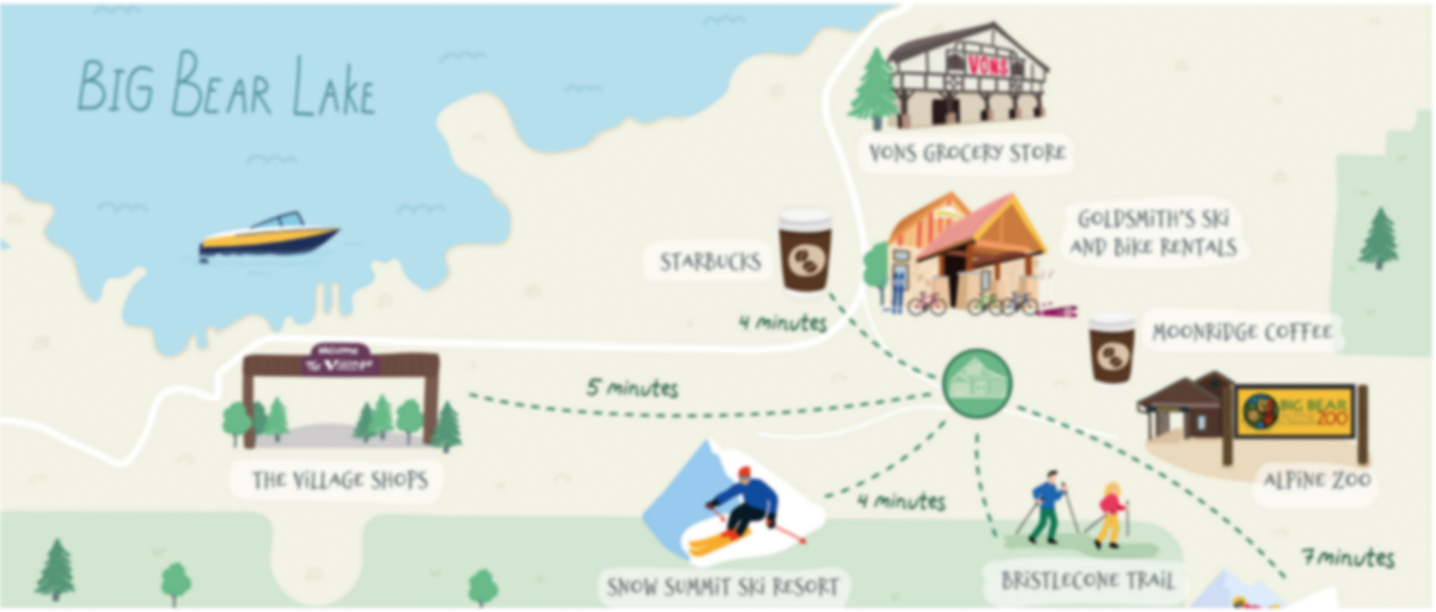 BIG BEAR LAKE
VONS
VONS GROCERY STORE
GOLDSMITH'S SKI
AND BIKE RENTALS
STARBUCKS
4 minutes
MOONRIDGE COFFEE
Welcome
The VILLAGE
5 minutes
BIG BEAR
ZOO
THE VILLAGE SHOPS
ALPINE ZOO
4 minutes
7 minutes
SNOW SUMMIT SKI RESORT
BRISTLECONE TRAIL